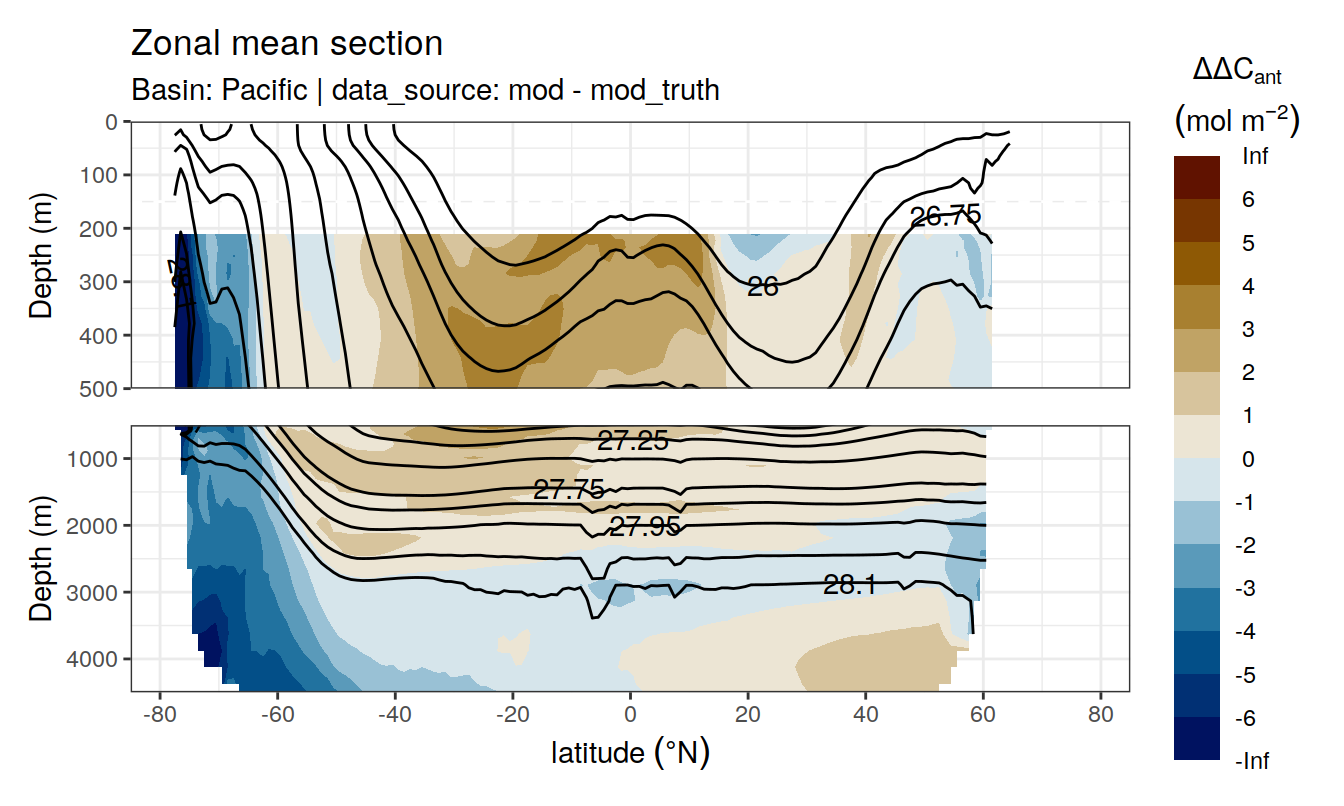 Zonal mean section
Basin: Pacific | data_source: mod - mod_truth
ΔΔCant
(mol m−2)
Inf
6
5
4
3
2
1
0
-1
-2
-3
-4
-5
-6
-Inf
Depth (m)
0
100
200
300
400
500
26.75
26
Depth (m)
1000
2000
3000
4000
27.25
27.75
27.95
28.1
-80 -60 -40 -20 0 20 40 60 80
latitude (°N)